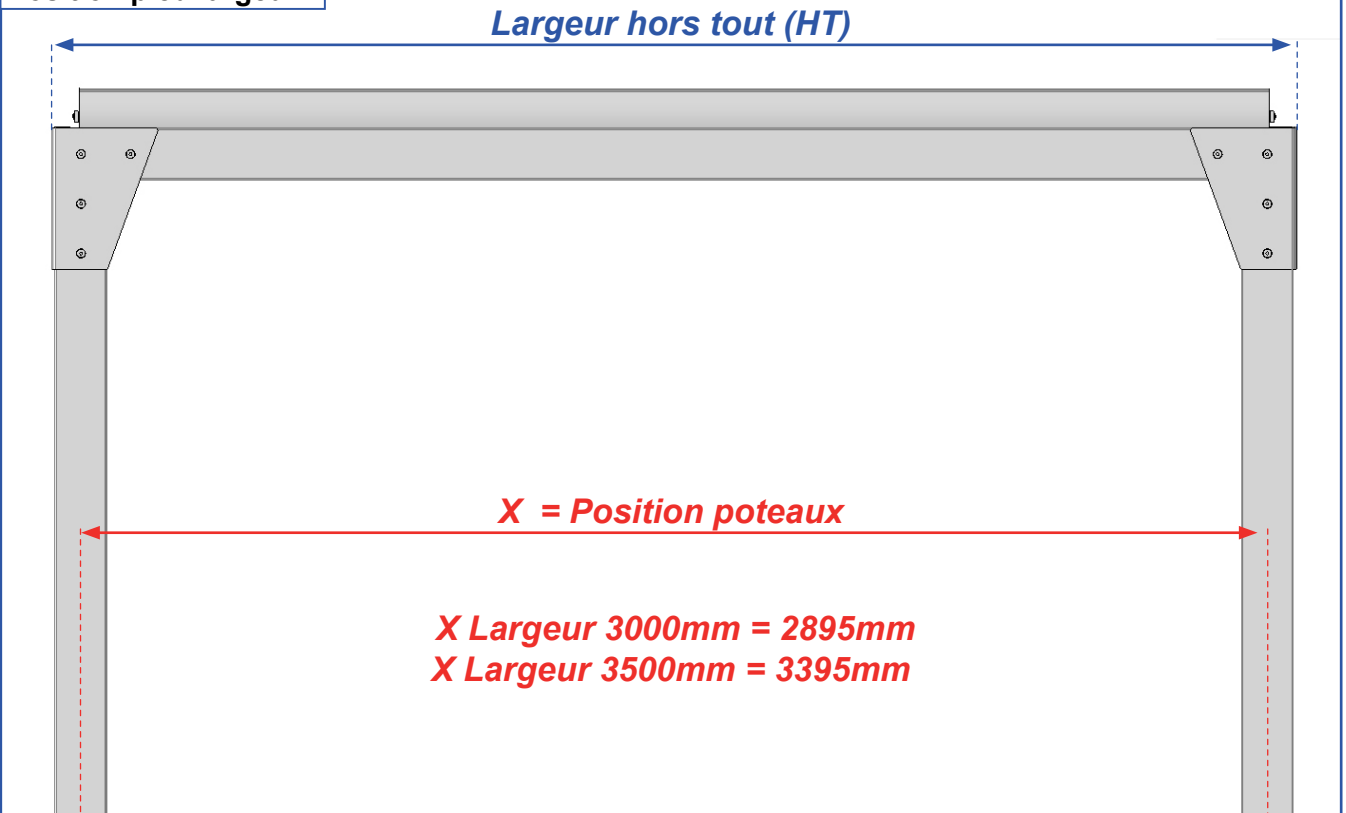 Largeur hors tout (HT)
X = Position poteaux
X Largeur 3000mm = 2895mm
X Largeur 3500mm = 3395mm